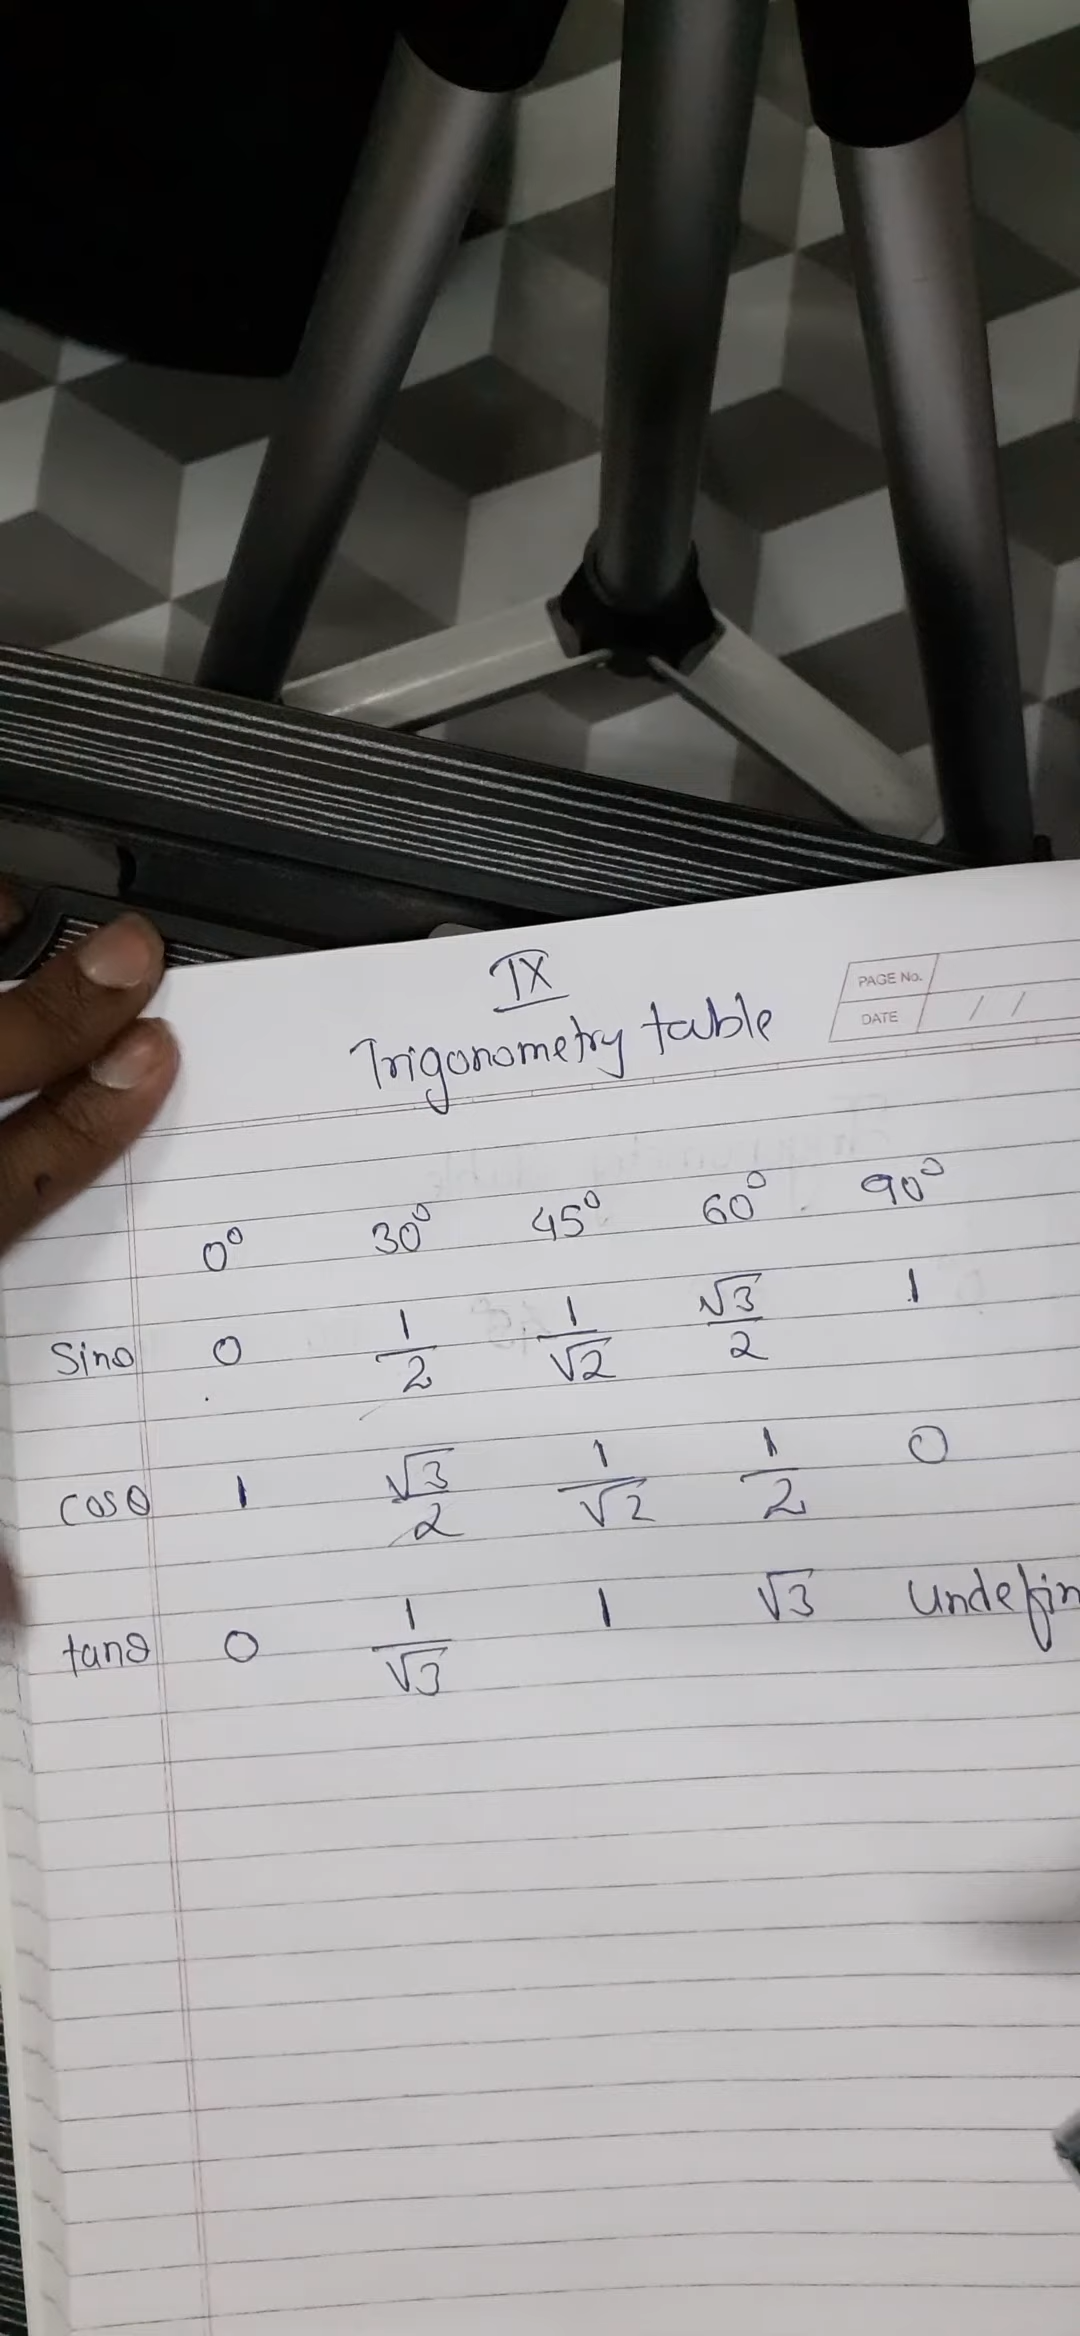 IX
Trigonometry table
PAGE No.
DATE / /
0° 30° 45° 60° 90°
Sinθ 0 1/2 1/√2 √3/2 1
cosθ 1 √3/2 1/√2 1/2 0
tanθ 0 1/√3 1 √3 undefin